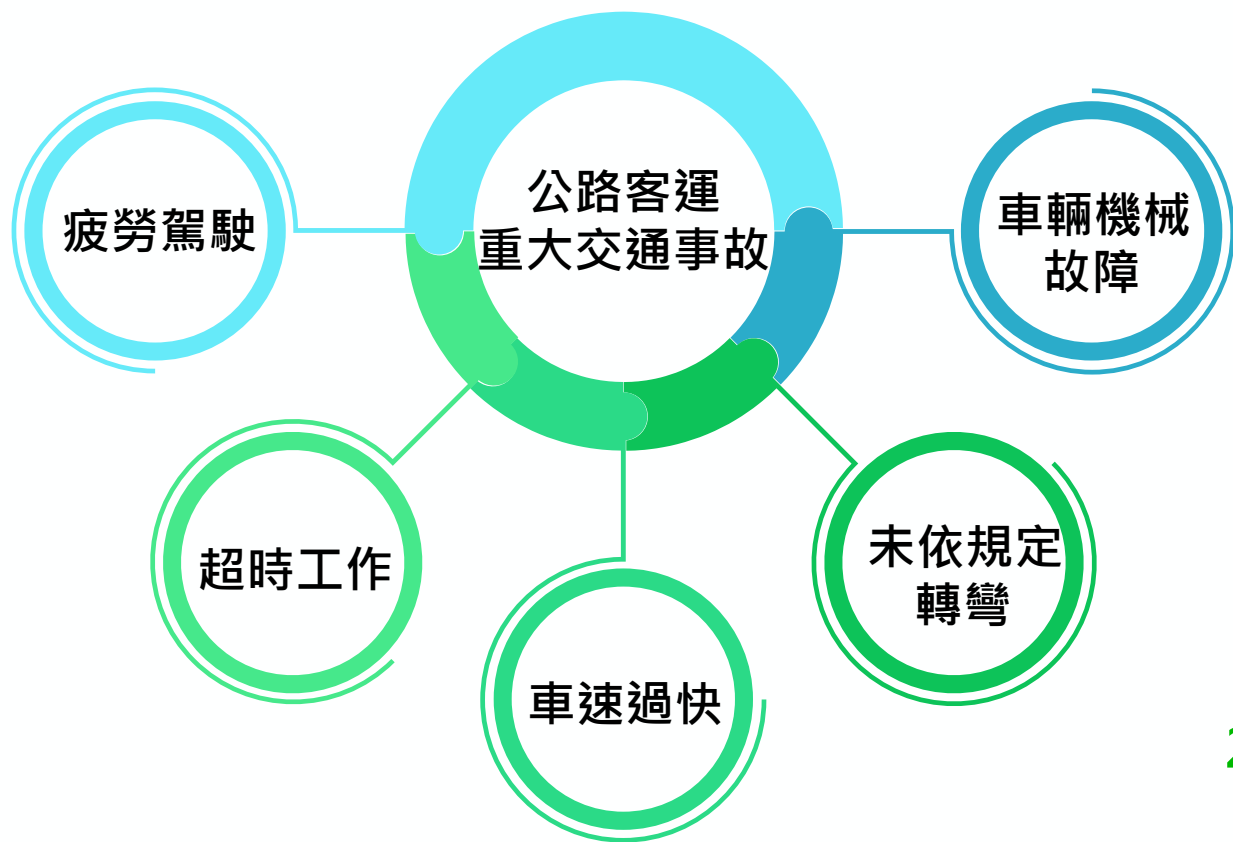 公路客運
重大交通事故
疲勞駕駛
車輛機械
故障
超時工作
未依規定
轉彎
車速過快